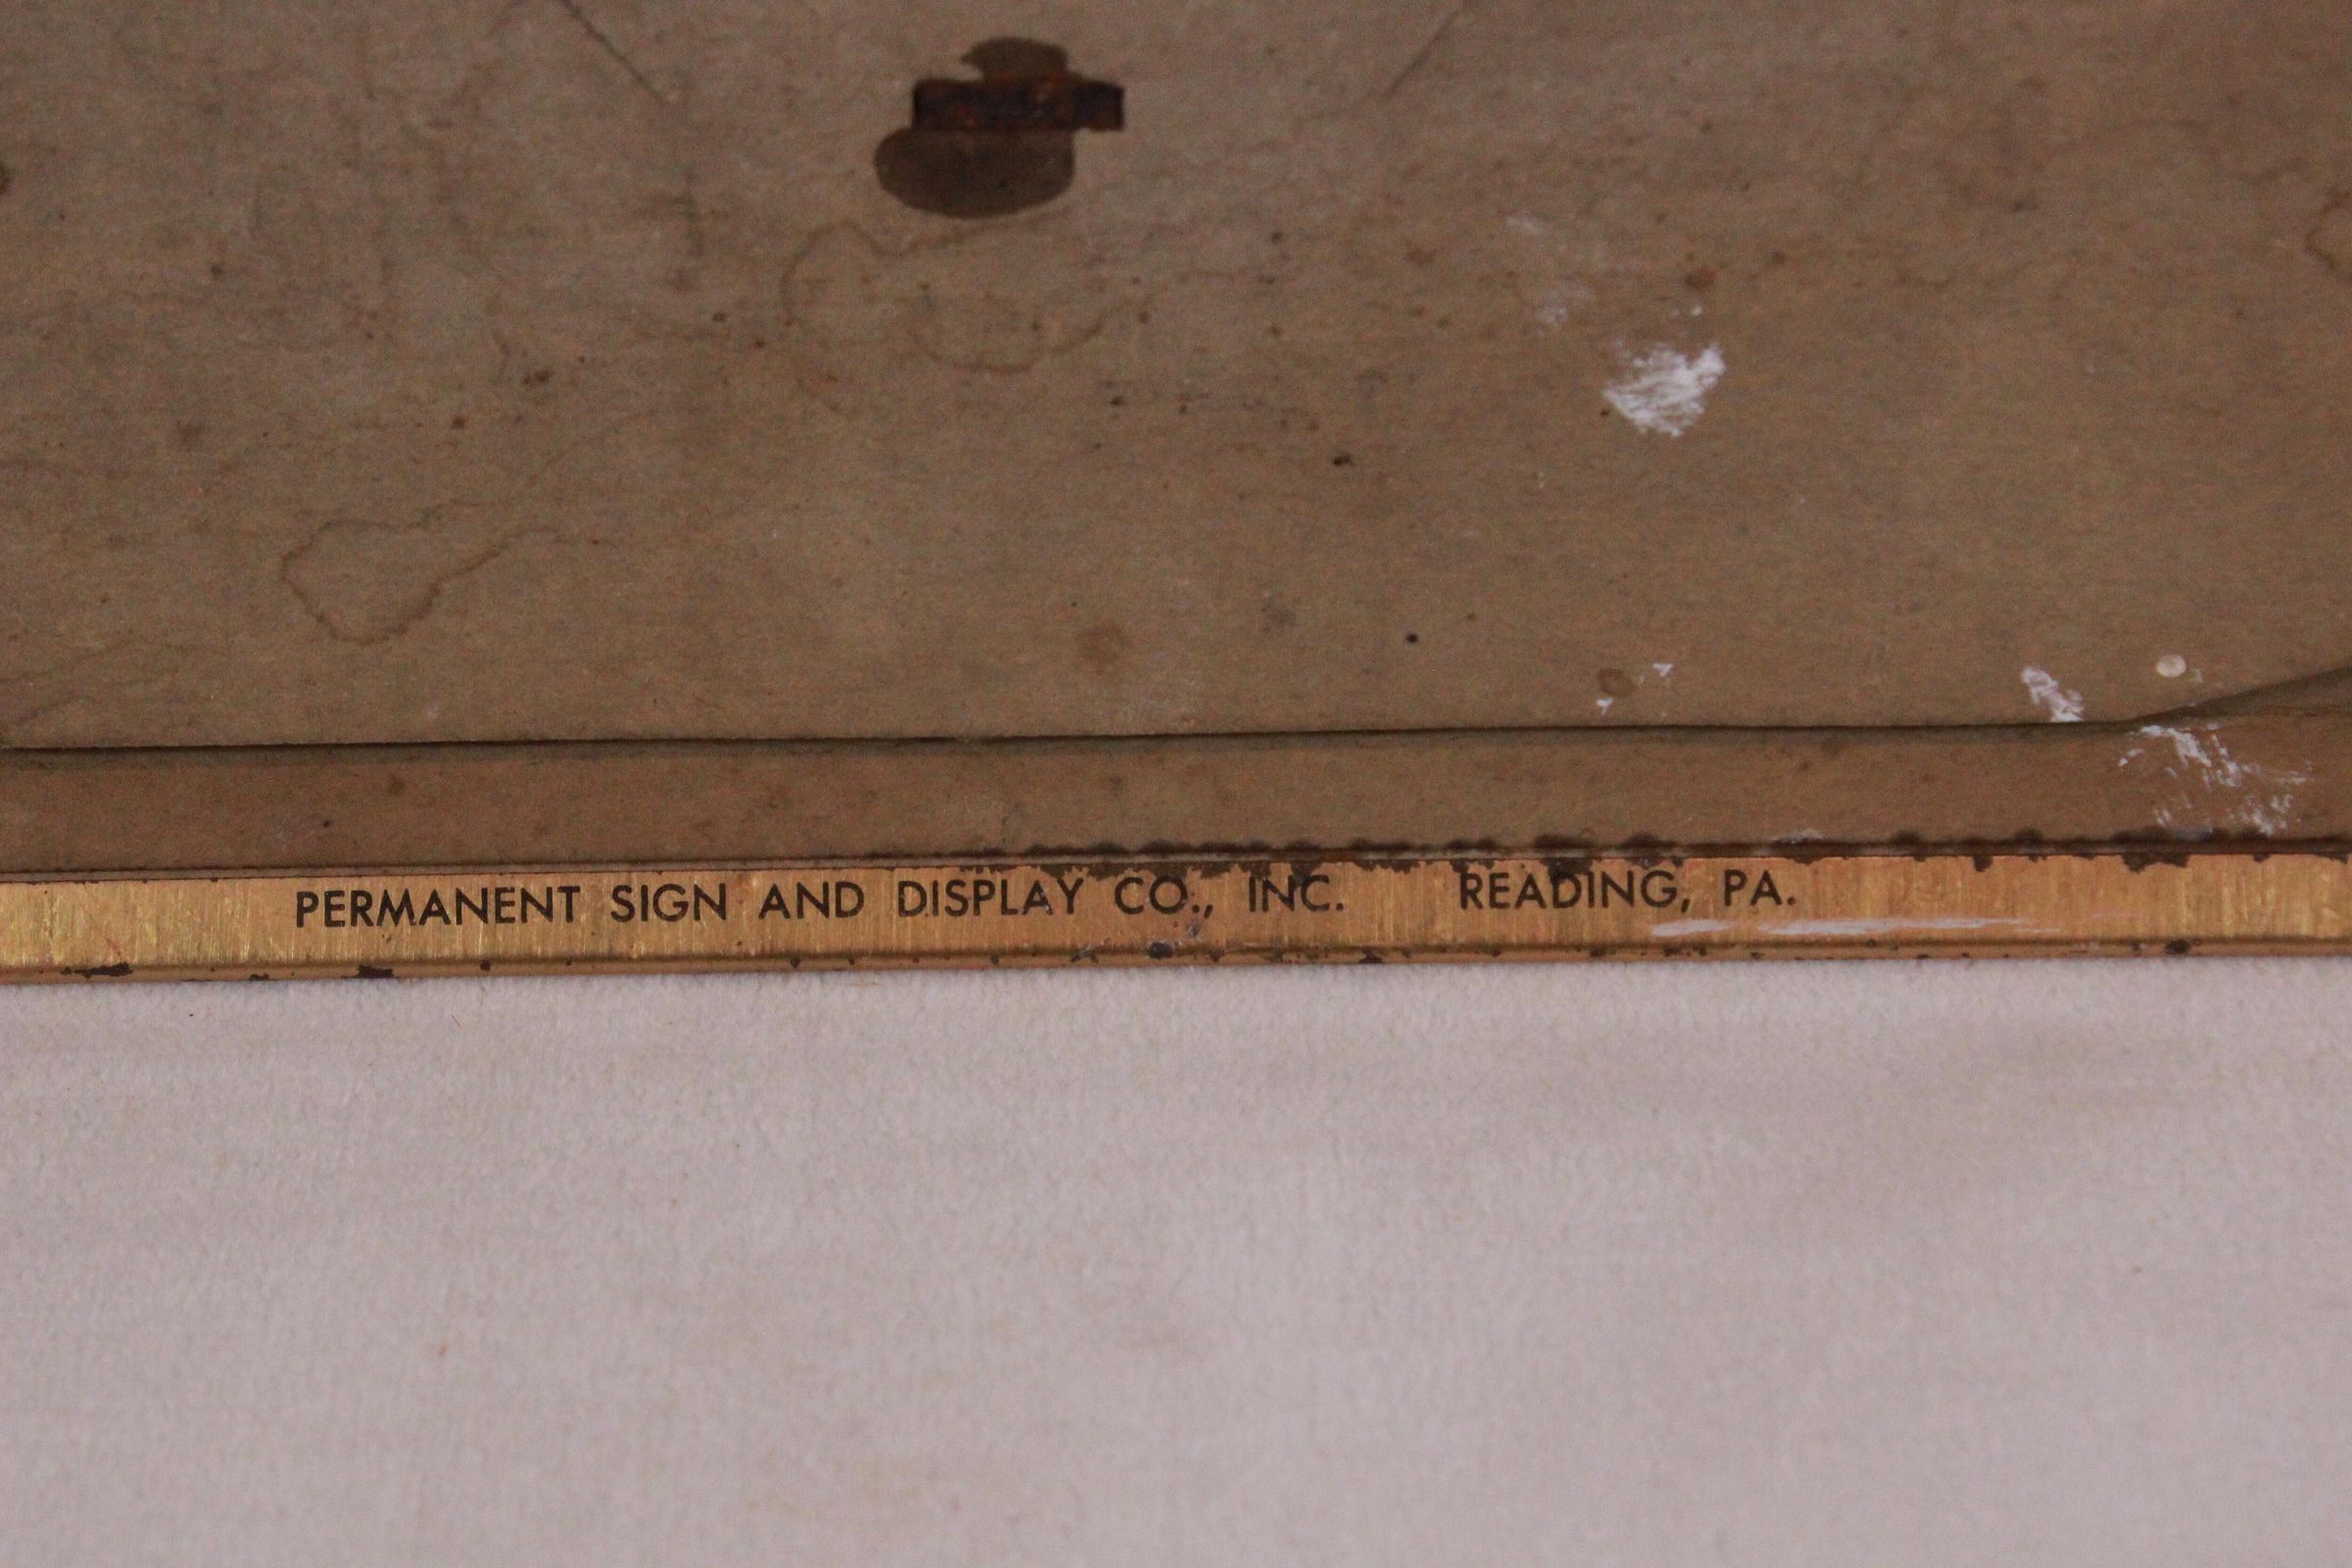 PERMANENT SIGN AND DISPLAY CO., INC. READING, PA.